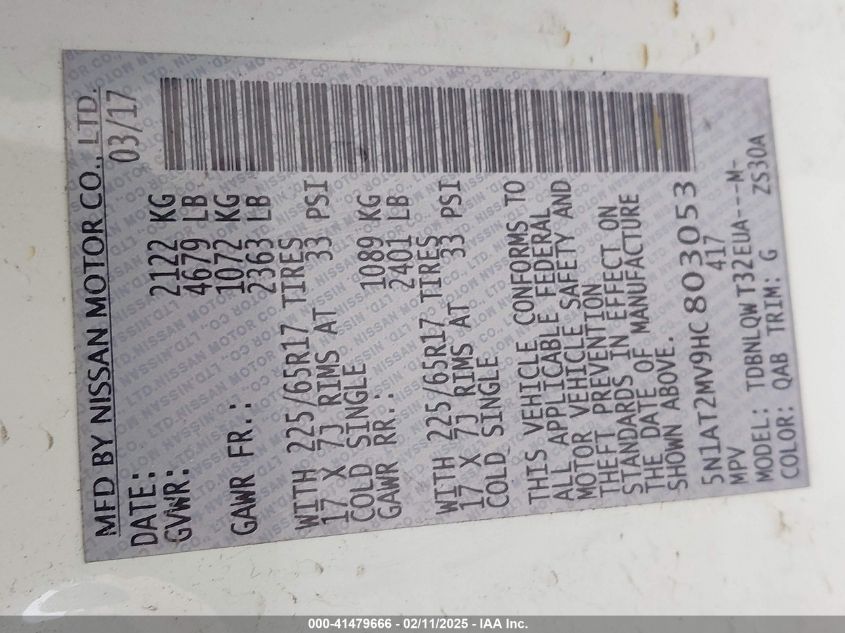 MFD BY NISSAN MOTOR CO., LTD.
DATE: 03/17
GVWR: 2122 KG
4679 LB
GAWR FR.: 1072 KG
2363 LB
WITH 225/65R17 TIRES
17 X 7J RIMS AT 33 PSI
COLD SINGLE
GAWR RR.: 1089 KG
2401 LB
WITH 225/65R17 TIRES
17 X 7J RIMS AT 33 PSI
COLD SINGLE
THIS VEHICLE CONFORMS TO
ALL APPLICABLE FEDERAL
MOTOR VEHICLE SAFETY AND
THEFT PREVENTION
STANDARDS IN EFFECT ON
THE DATE OF MANUFACTURE
SHOWN ABOVE.
5N1AT2MV9HC803053
MPV 417
MODEL: TDBNLQW T32EUA---M-
COLOR: QAB TRIM: G ZS30A
000-41479666 - 02/11/2025 - IAA Inc.